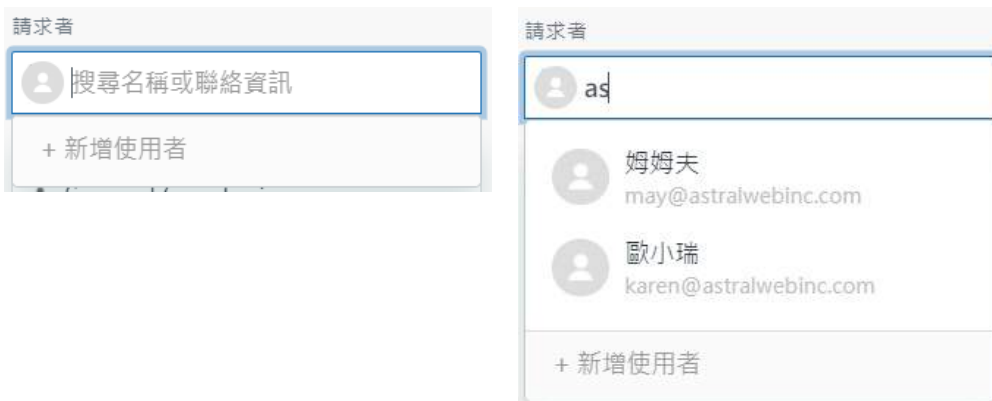 請求者
搜尋名稱或聯絡資訊
+ 新增使用者
請求者
as
姆姆夫
may@astralwebinc.com
歐小瑞
karen@astralwebinc.com
+ 新增使用者